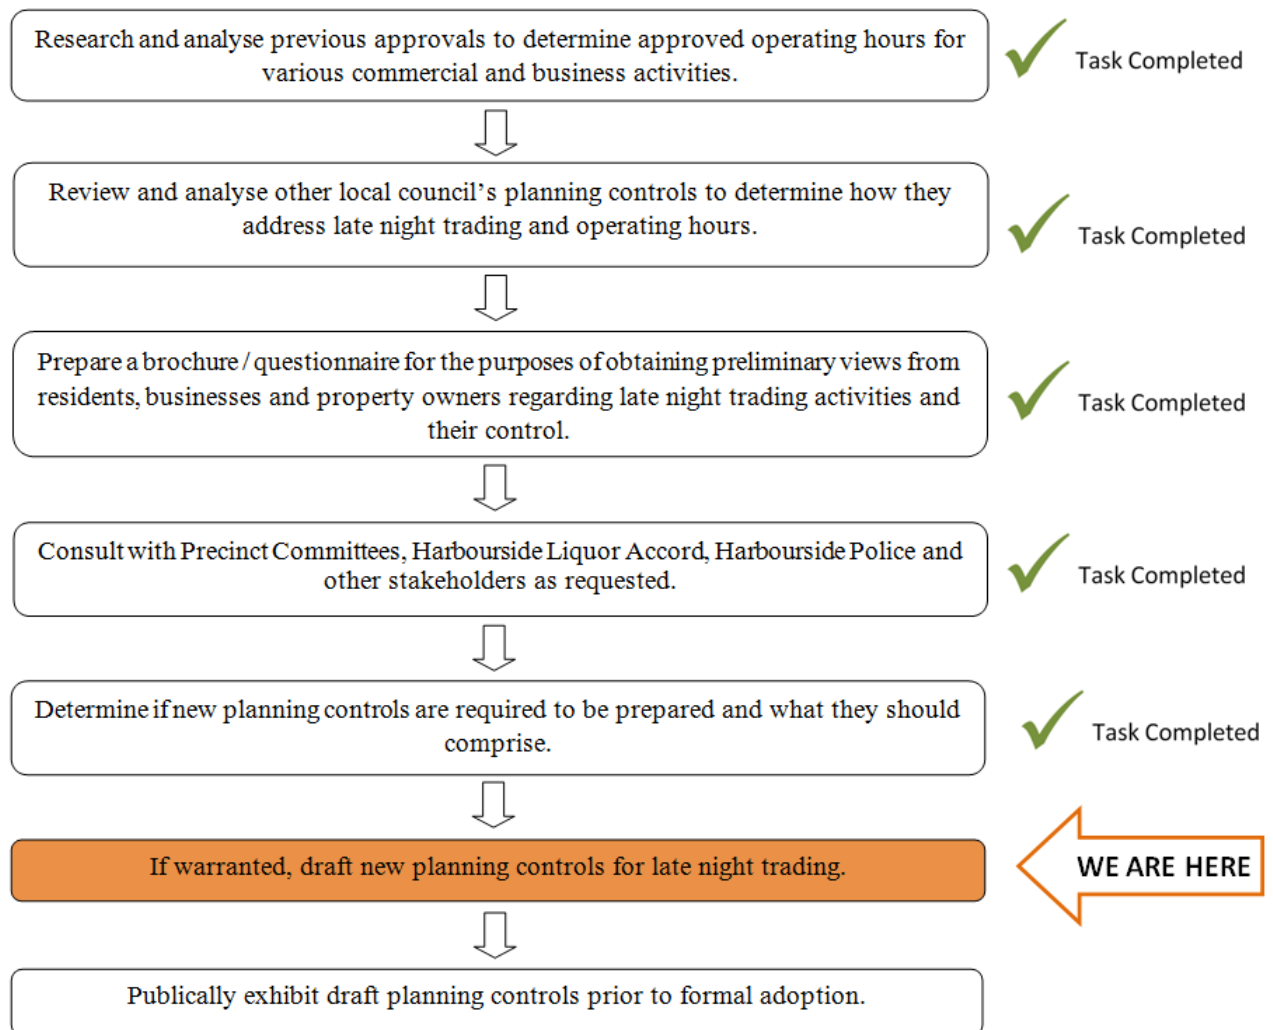 Research and analyse previous approvals to determine approved operating hours for
various commercial and business activities.
Task Completed
Review and analyse other local council's planning controls to determine how they
address late night trading and operating hours.
Task Completed
Prepare a brochure / questionnaire for the purposes of obtaining preliminary views from
residents, businesses and property owners regarding late night trading activities and
their control.
Task Completed
Consult with Precinct Committees, Harbourside Liquor Accord, Harbourside Police and
other stakeholders as requested.
Task Completed
Determine if new planning controls are required to be prepared and what they should
comprise.
Task Completed
If warranted, draft new planning controls for late night trading.
WE ARE HERE
Publically exhibit draft planning controls prior to formal adoption.